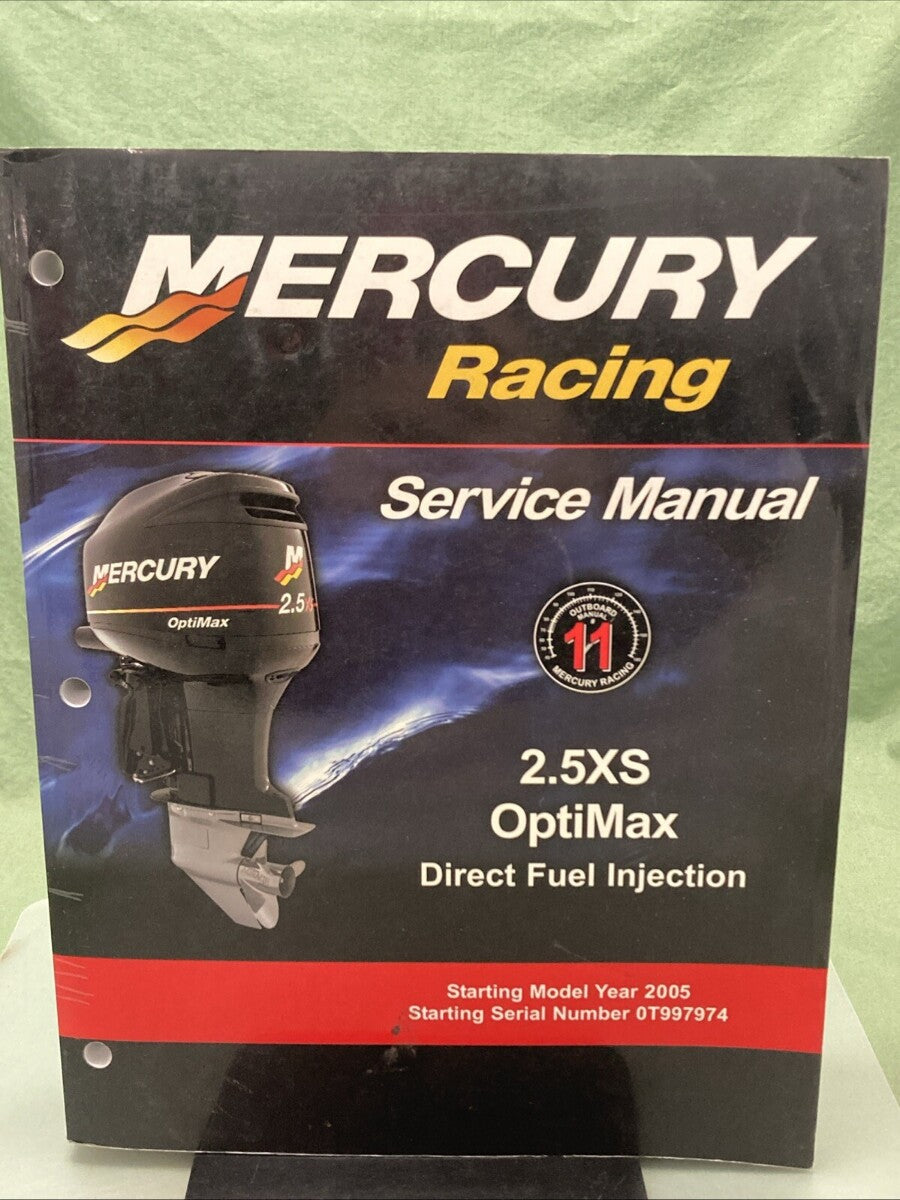 MERCURY
Racing
Service Manual
MERCURY
M
2.5XS
OptiMax
OUTBOARD
MANUAL
11
MERCURY RACING
2.5XS
OptiMax
Direct Fuel Injection
Starting Model Year 2005
Starting Serial Number 0T997974